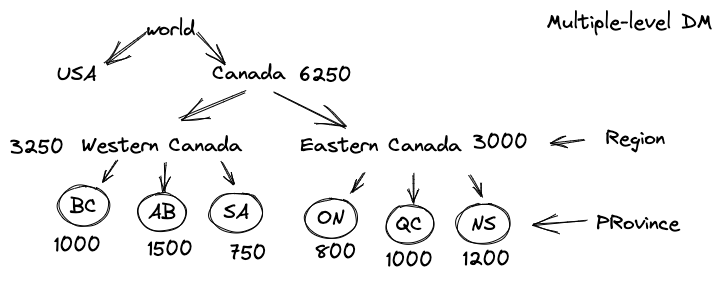 Multiple-level DM
world
USA
Canada 6250
3250 Western Canada
Eastern Canada 3000
Region
BC
AB
SA
ON
QC
NS
PRovince
1000
1500
750
800
1000
1200